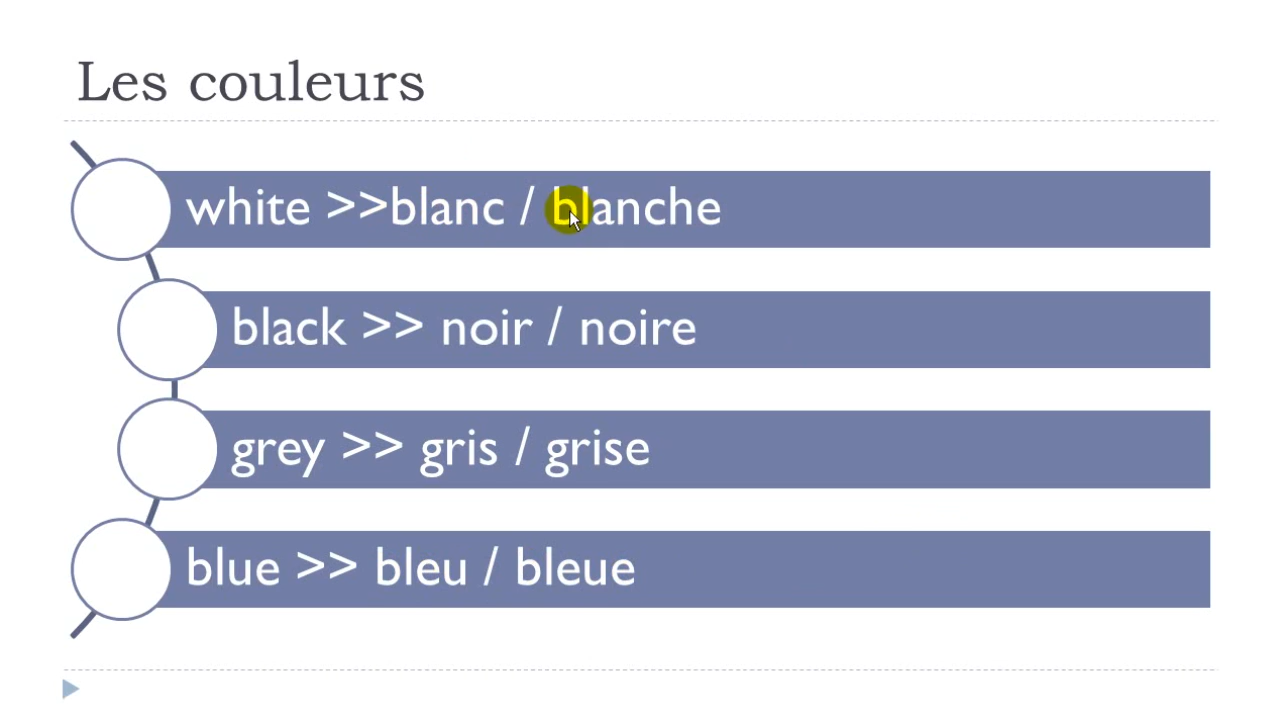 Les couleurs
white >>blanc / blanche
black >> noir / noire
grey >> gris / grise
blue >> bleu / bleue